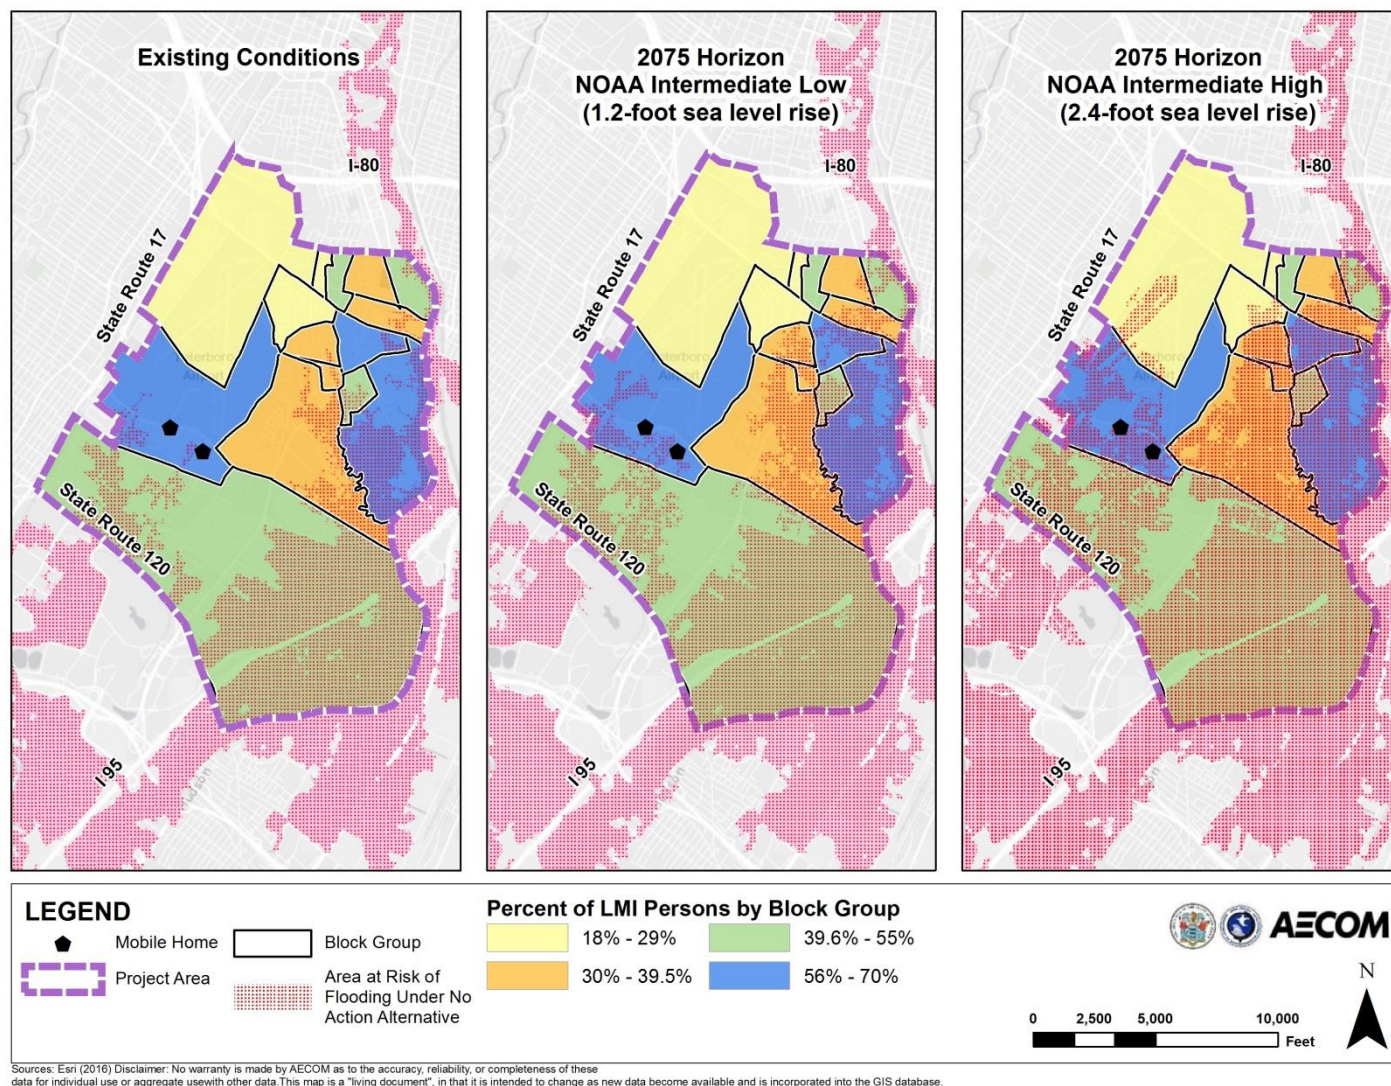 Existing Conditions
I-80
State Route 17
Teterboro
Airport
State Route 120
I 95
2075 Horizon
NOAA Intermediate Low
(1.2-foot sea level rise)
I-80
State Route 17
Teterboro
Airport
State Route 120
I 95
2075 Horizon
NOAA Intermediate High
(2.4-foot sea level rise)
I-80
State Route 17
State Route 120
I 95
LEGEND
Mobile Home
Project Area
Block Group
Area at Risk of
Flooding Under No
Action Alternative
Percent of LMI Persons by Block Group
18% - 29%
30% - 39.5%
39.6% - 55%
56% - 70%
AECOM
N
0 2,500 5,000 10,000
Feet
Sources: Esri (2016) Disclaimer: No warranty is made by AECOM as to the accuracy, reliability, or completeness of these
data for individual use or aggregate usewith other data.This map is a "living document", in that it is intended to change as new data become available and is incorporated into the GIS database.